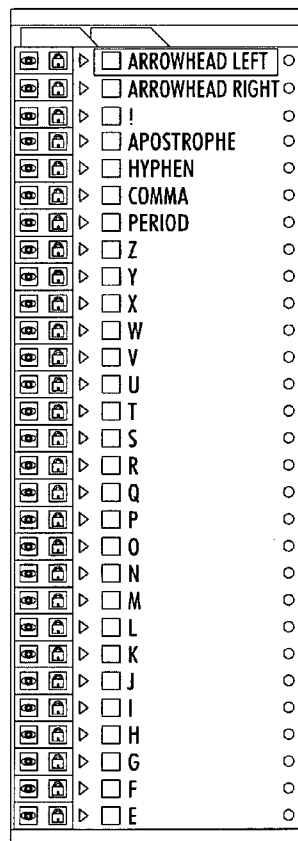 ARROWHEAD LEFT
ARROWHEAD RIGHT
!
APOSTROPHE
HYPHEN
COMMA
PERIOD
Z
Y
X
W
V
U
T
S
R
Q
P
O
N
M
L
K
J
I
H
G
F
E